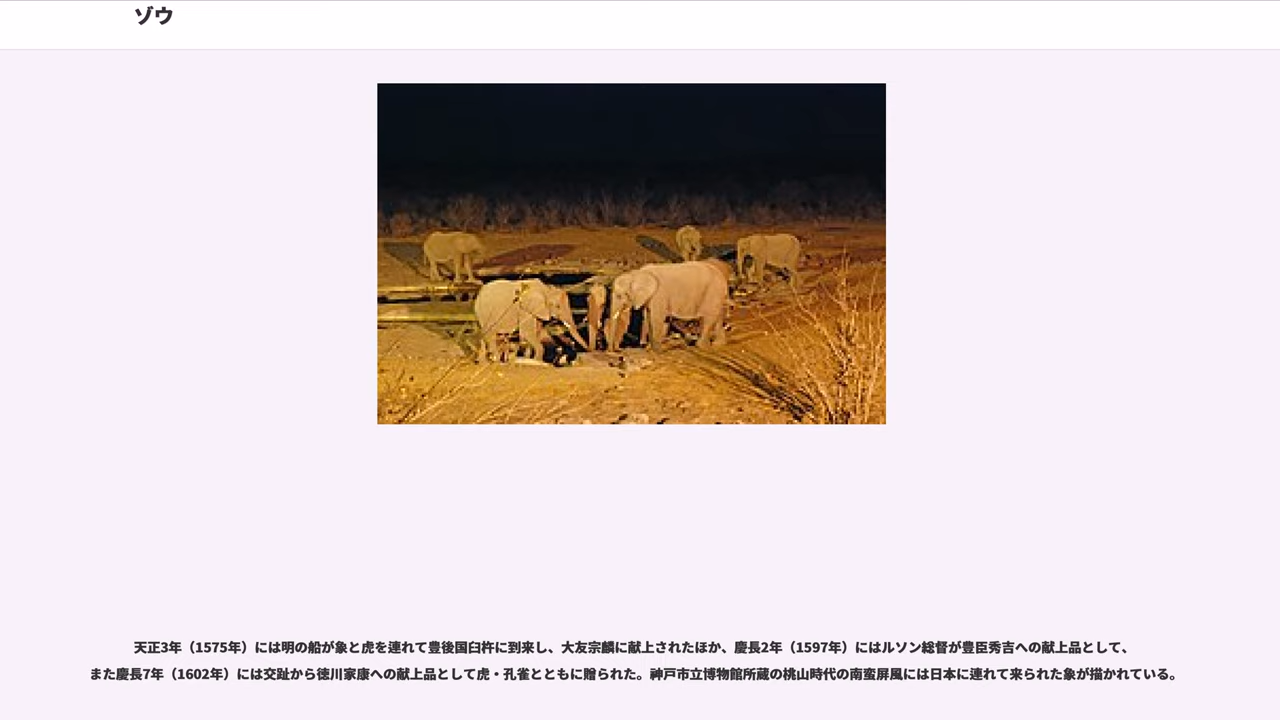 ゾウ
天正3年（1575年）には明の船が象と虎を連れて豊後国臼杵に到来し、大友宗麟に献上されたほか、慶長2年（1597年）にはルソン総督が豊臣秀吉への献上品として、
また慶長7年（1602年）には交趾から徳川家康への献上品として虎・孔雀とともに贈られた。神戸市立博物館所蔵の桃山時代の南蛮屏風には日本に連れて来られた象が描かれている。